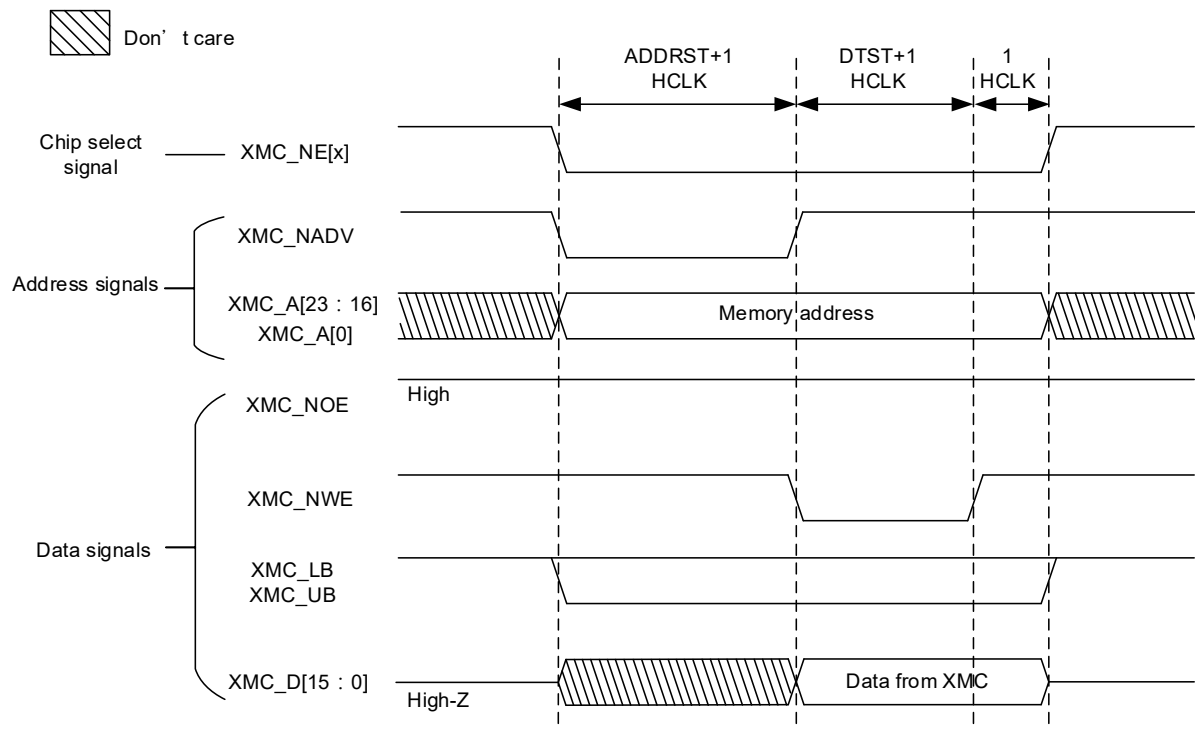 Don’ t care
ADDRST+1
HCLK
DTST+1
HCLK
1
HCLK
Chip select
signal
XMC_NE[x]
XMC_NADV
Address signals
XMC_A[23 : 16]
XMC_A[0]
Memory address
High
XMC_NOE
XMC_NWE
Data signals
XMC_LB
XMC_UB
XMC_D[15 : 0]
High-Z
Data from XMC